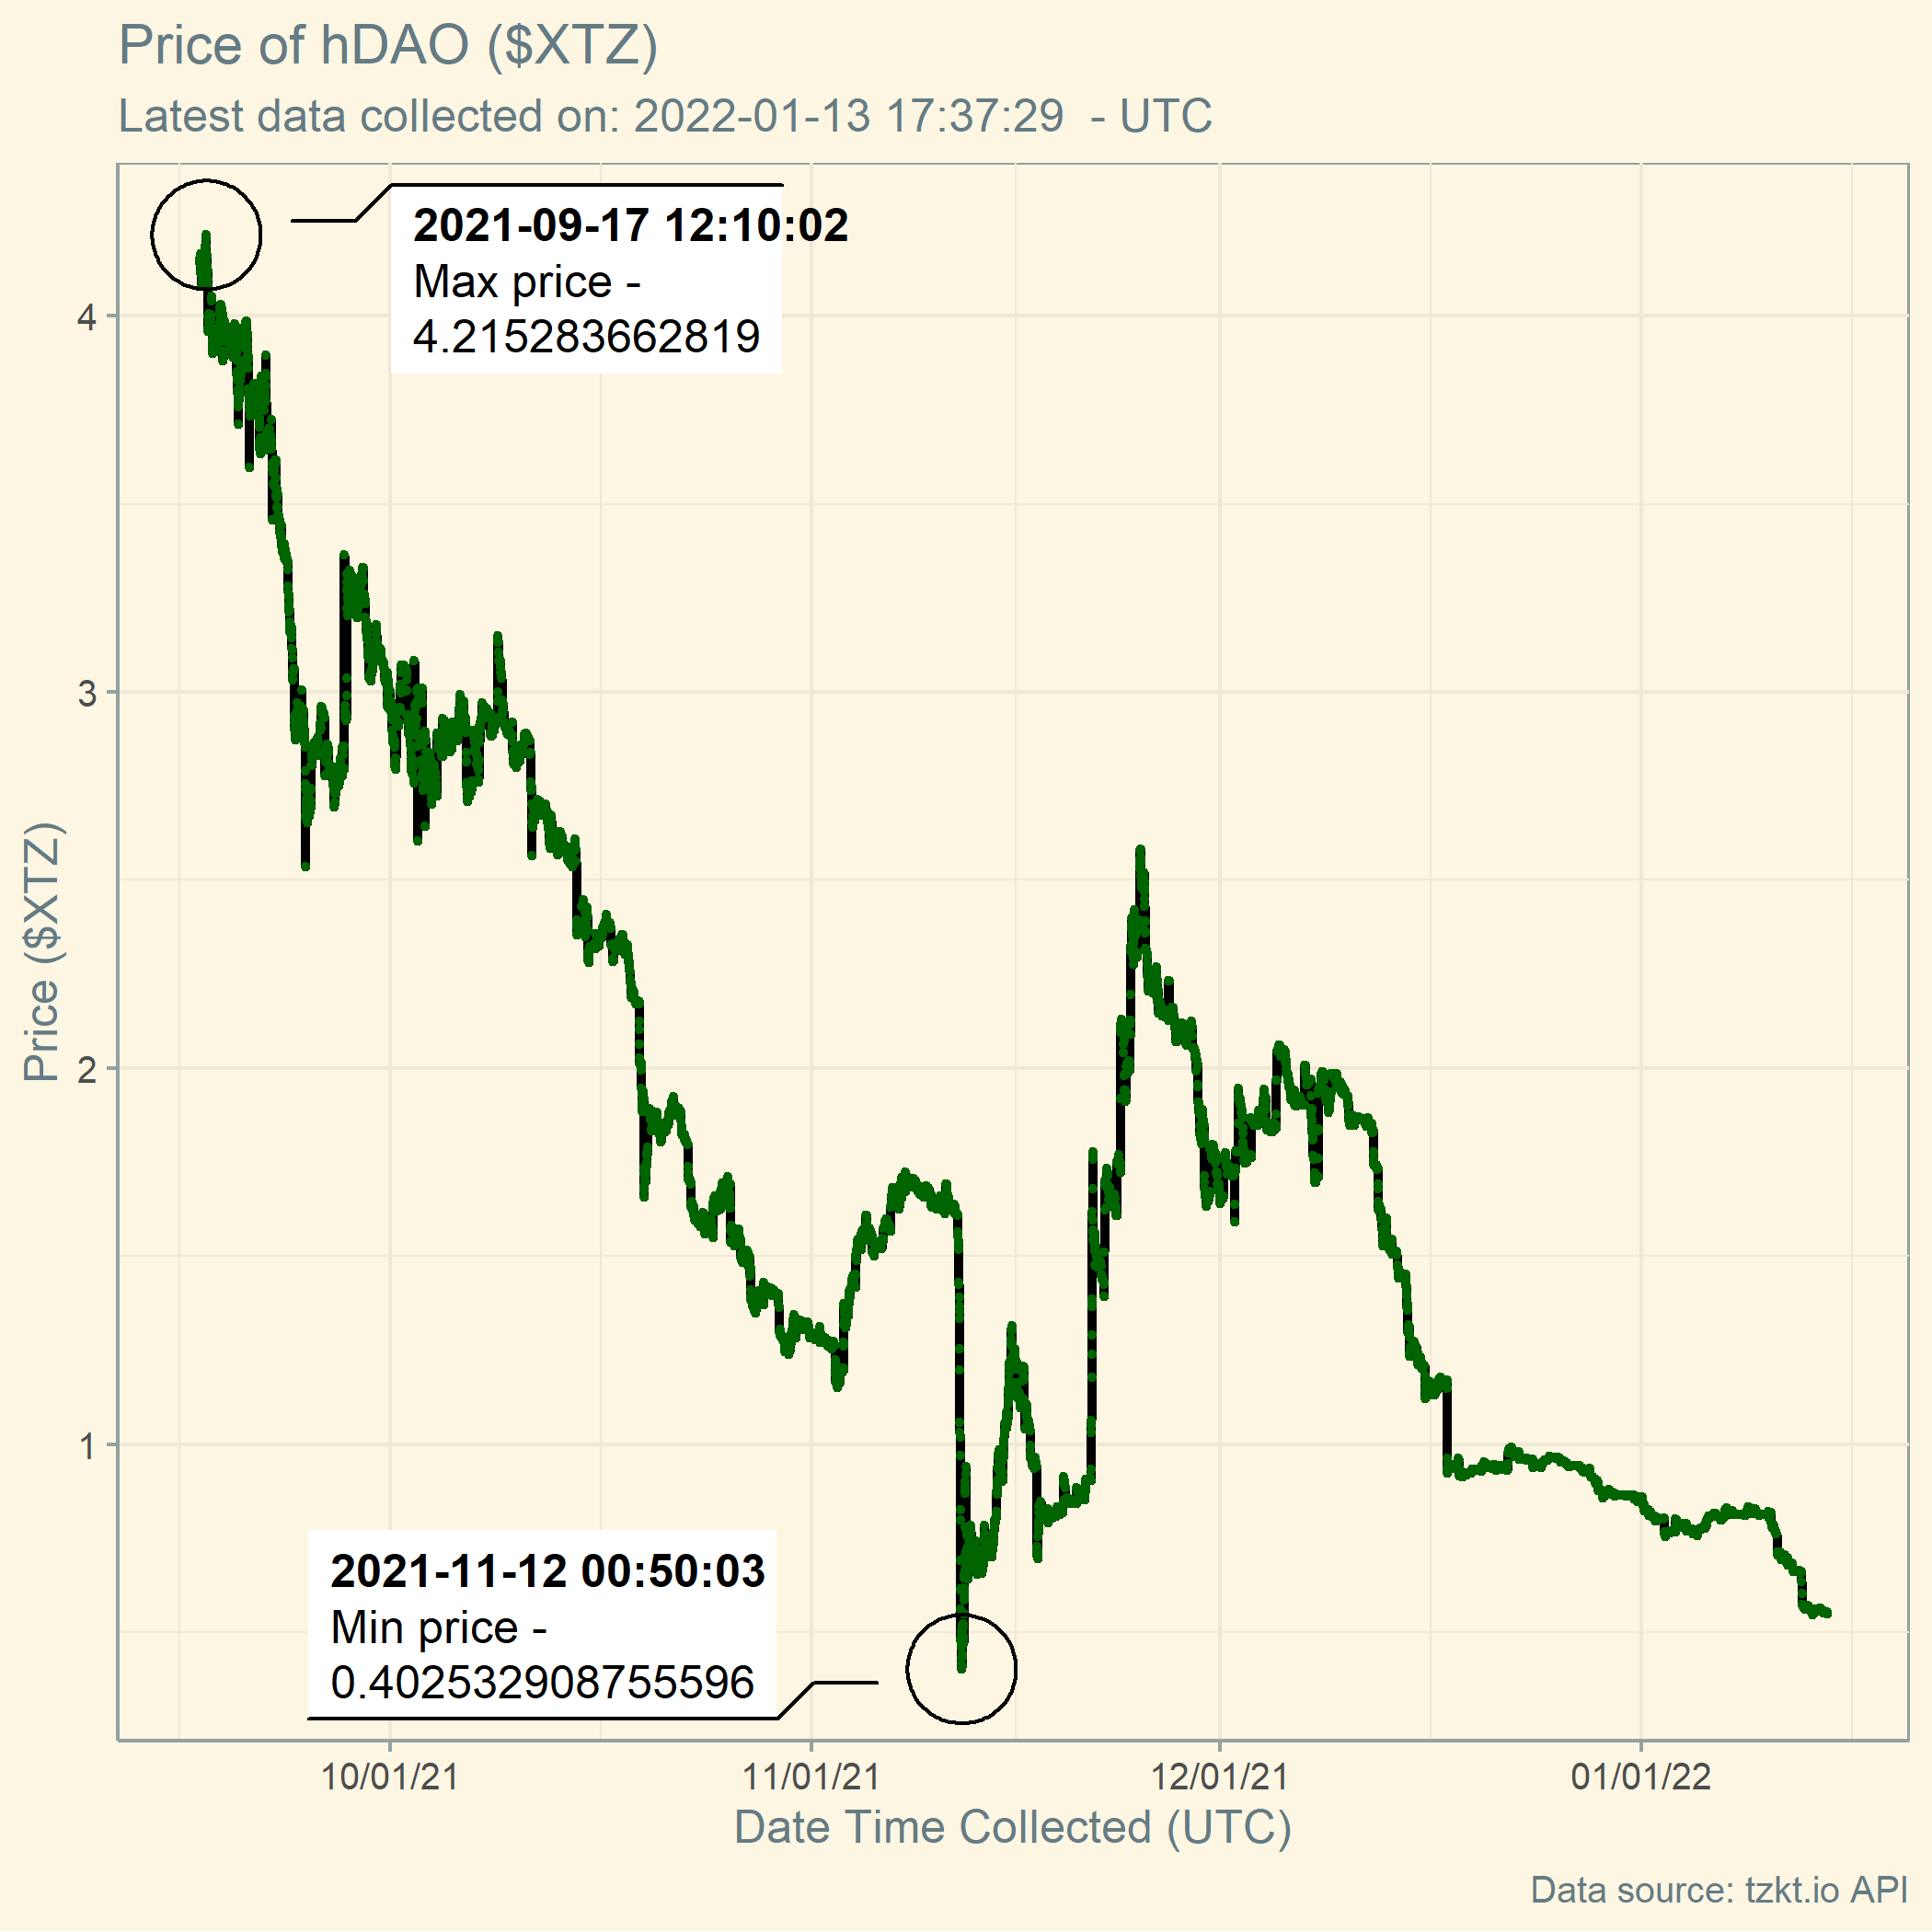 Price of hDAO ($XTZ)
Latest data collected on: 2022-01-13 17:37:29  - UTC
2021-09-17 12:10:02
Max price -
4.215283662819
4
3
2
1
Price ($XTZ)
2021-11-12 00:50:03
Min price -
0.402532908755596
10/01/21
11/01/21
12/01/21
01/01/22
Date Time Collected (UTC)
Data source: tzkt.io API